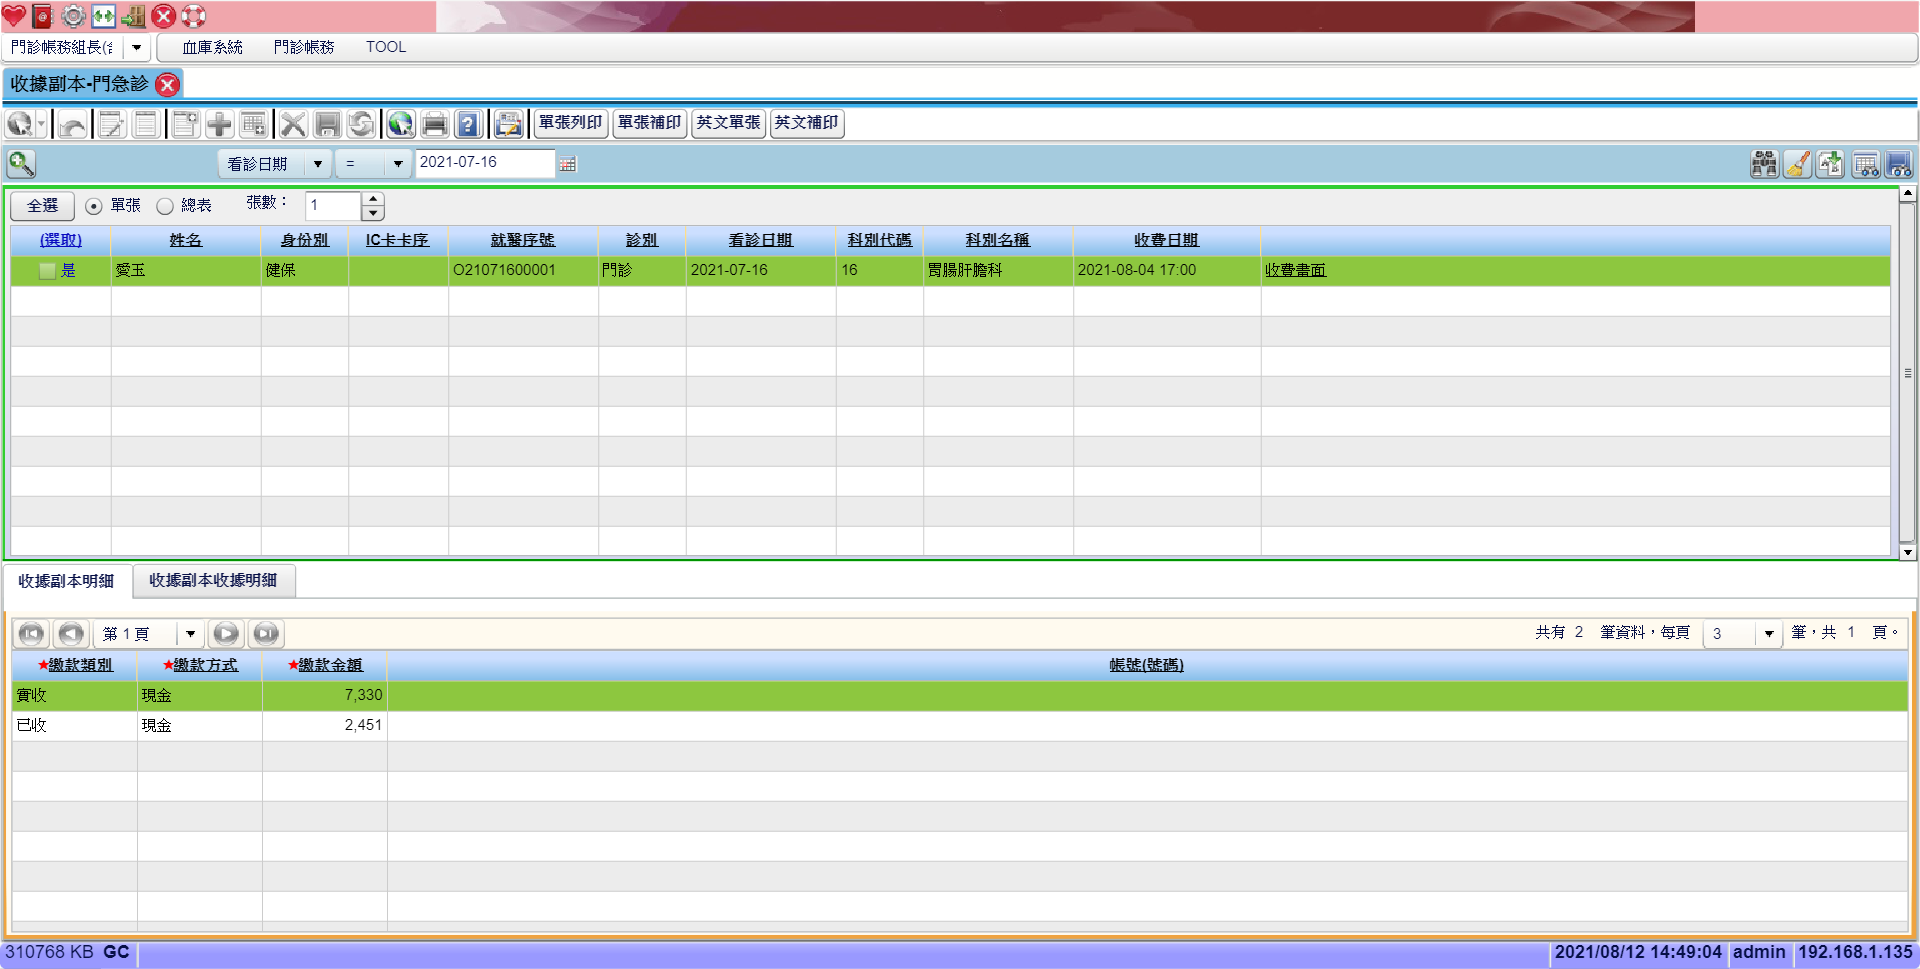 門診帳務組長(
血庫系統 門診帳務 TOOL
收據副本-門急診
單張列印 單張補印 英文單張 英文補印
看診日期 = 2021-07-16
全選 單張 總表 張數： 1
(選取) 姓名 身份別 IC卡卡序 就醫序號 診別 看診日期 科別代碼 科別名稱 收費日期
是 愛玉 健保 O21071600001 門診 2021-07-16 16 胃腸肝膽科 2021-08-04 17:00 收費畫面
收據副本明細 收據副本收據明細
第 1 頁 共有 2 筆資料，每頁 3 筆，共 1 頁。
★繳款類別 ★繳款方式 ★繳款金額 帳號(號碼)
實收 現金 7,330
已收 現金 2,451
310768 KB GC 2021/08/12 14:49:04 admin 192.168.1.135